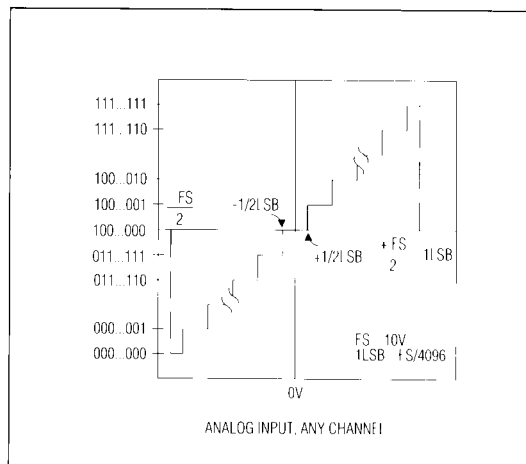 111...111
111...110
100...010
100...001
100...000
011...111
011...110
000...001
000...000
FS
2
-1/2LSB
+1/2LSB
+ FS
2
1LSB
FS 10V
1LSB FS/4096
0V
ANALOG INPUT, ANY CHANNEL